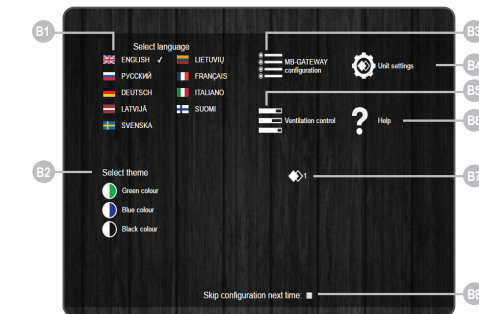 B1
Select language
ENGLISH ✓
LIETUVIŲ
РУССКИЙ
FRANÇAIS
DEUTSCH
ITALIANO
LATVIJĀ
SUOMI
SVENSKA
MB-GATEWAY
configuration
B3
Unit settings
B4
Ventilation control
B5
Help
B6
B2
Select theme
Green colour
Blue colour
Black colour
1
B7
Skip configuration next time:
B8